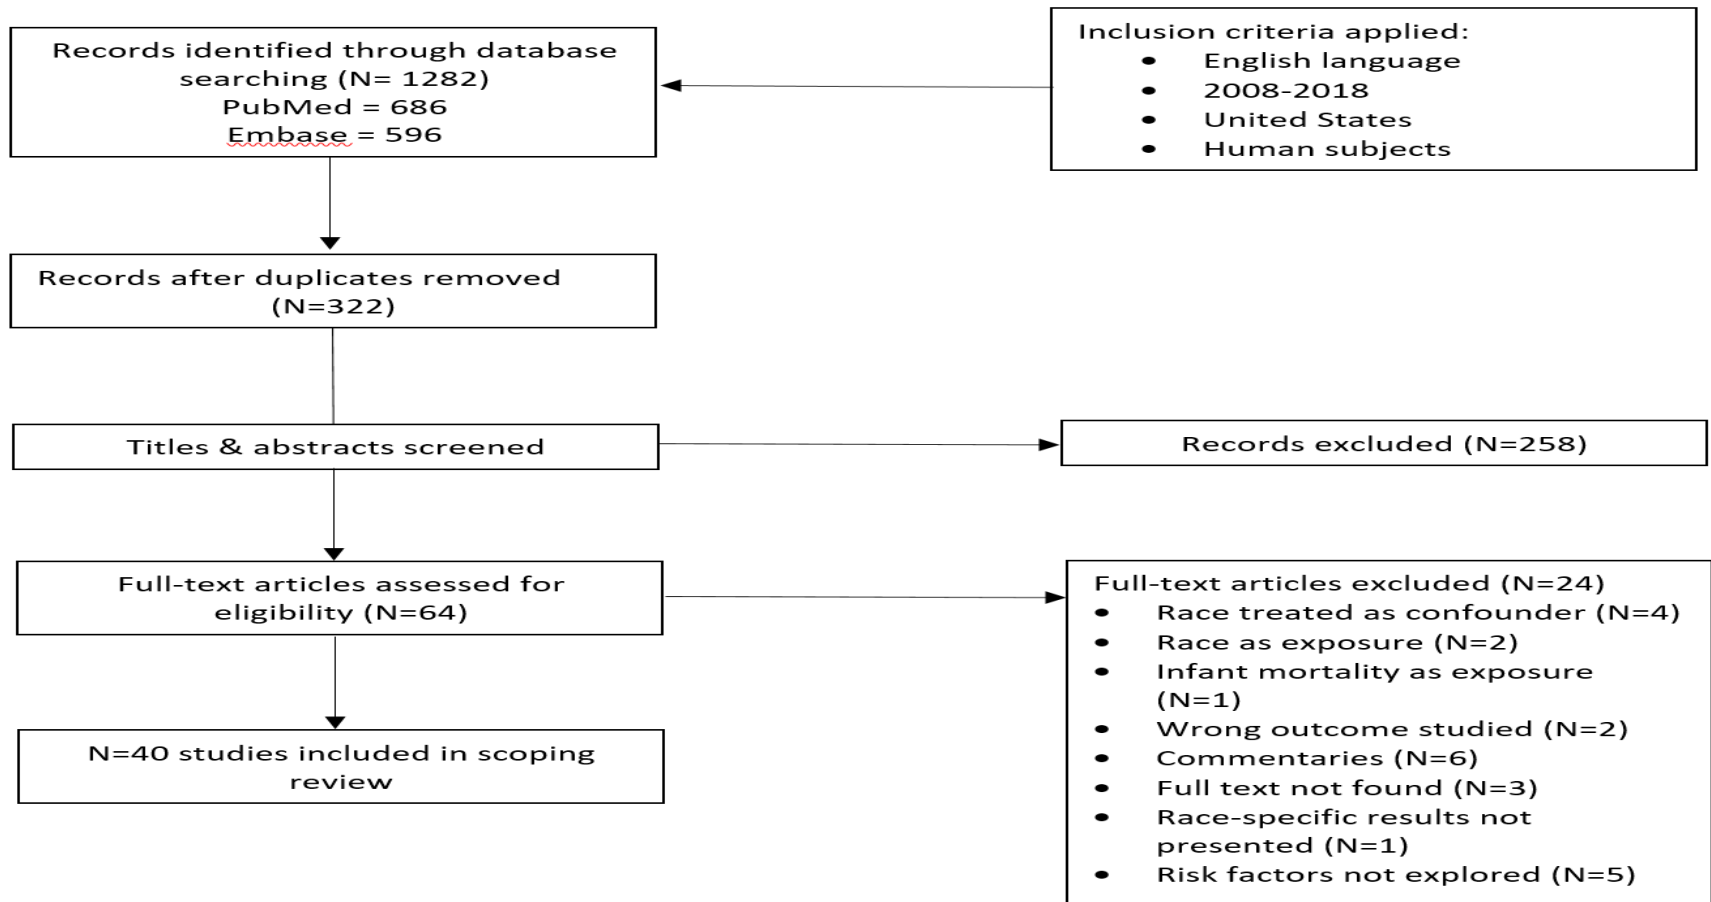 Records identified through database
searching (N= 1282)
PubMed = 686
Embase = 596
Inclusion criteria applied:
• English language
• 2008-2018
• United States
• Human subjects
Records after duplicates removed
(N=322)
Titles & abstracts screened
Records excluded (N=258)
Full-text articles assessed for
eligibility (N=64)
Full-text articles excluded (N=24)
• Race treated as confounder (N=4)
• Race as exposure (N=2)
• Infant mortality as exposure
(N=1)
• Wrong outcome studied (N=2)
• Commentaries (N=6)
• Full text not found (N=3)
• Race-specific results not
presented (N=1)
• Risk factors not explored (N=5)
N=40 studies included in scoping
review